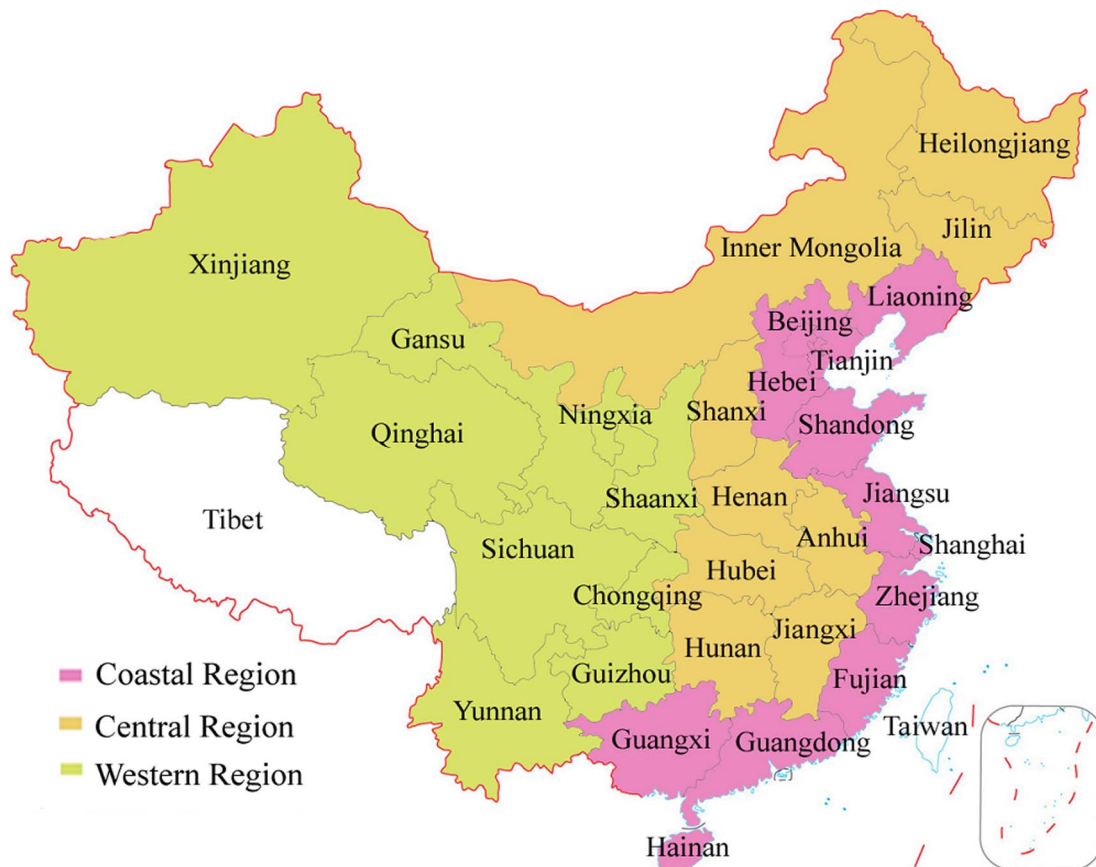 Heilongjiang
Jilin
Inner Mongolia
Xinjiang
Liaoning
Beijing
Gansu
Tianjin
Hebei
Ningxia
Shanxi
Shandong
Qinghai
Shaanxi
Henan
Jiangsu
Tibet
Anhui
Shanghai
Sichuan
Hubei
Chongqing
Zhejiang
Jiangxi
Hunan
Guizhou
Fujian
Coastal Region
Yunnan
Taiwan
Central Region
Guangxi
Guangdong
Western Region
Hainan